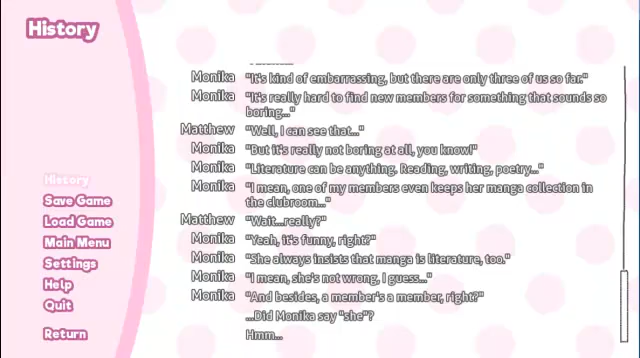 History
Monika "It's kind of embarrassing, but there are only three of us so far."
Monika "It's really hard to find new members for something that sounds so
boring..."
Matthew "Well, I can see that..."
Monika "But it's really not boring at all, you know!"
Monika "Literature can be anything. Reading, writing, poetry..."
Monika "I mean, one of my members even keeps her manga collection in
the clubroom..."
Matthew "Wait...really?"
Monika "Yeah, it's funny, right?"
Monika "She always insists that manga is literature, too."
Monika "I mean, she's not wrong, I guess..."
Monika "And besides, a member's a member, right?"
...Did Monika say "she"?
Hmm...
History
Save Game
Load Game
Main Menu
Settings
Help
Quit
Return